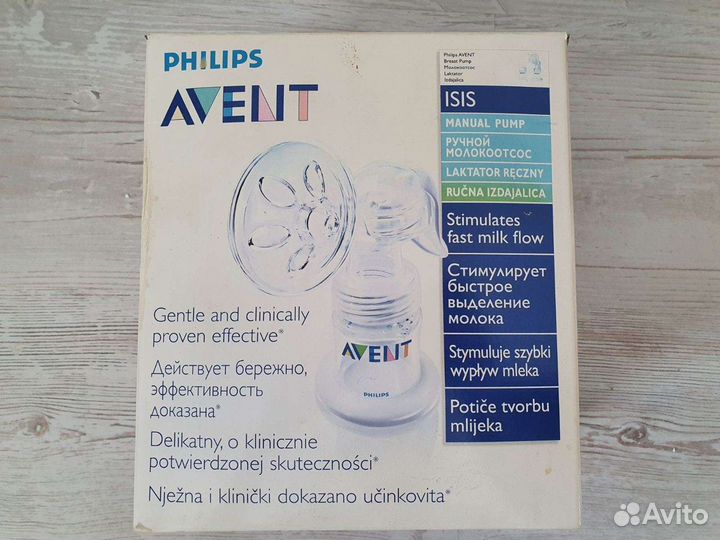 PHILIPS
AVENT
Philips AVENT
Breast Pump
Молокоотсос
Laktator
Izdajalica
ISIS
MANUAL PUMP
РУЧНОЙ
МОЛОКООТСОС
LAKTATOR RĘCZNY
RUČNA IZDAJALICA
Stimulates
fast milk flow
Стимулирует
быстрое
выделение
молока
Stymuluje szybki
wypływ mleka
Potiče tvorbu
mlijeka
Gentle and clinically
proven effective*
Действует бережно,
эффективность
доказана*
Delikatny, o klinicznie
potwierdzonej skuteczności*
Nježna i klinički dokazano učinkovita*
AVENT
PHILIPS
Avito